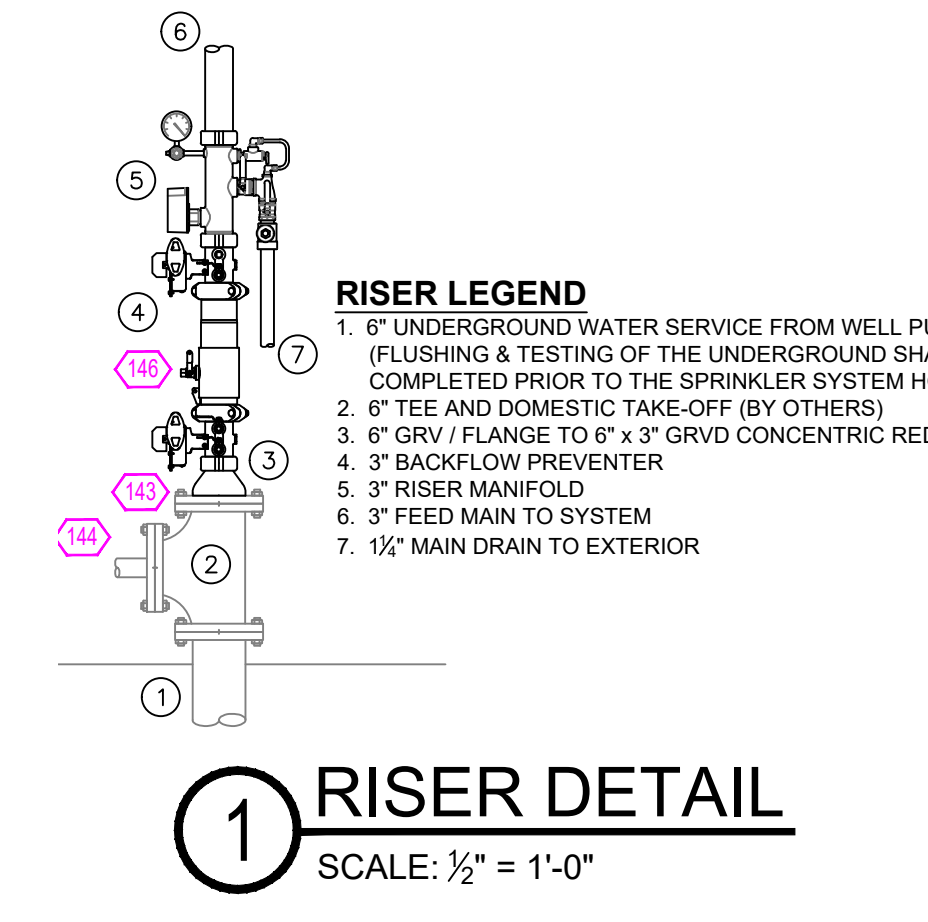 6
5
4
146
7
3
143
144
2
1
RISER LEGEND
1. 6" UNDERGROUND WATER SERVICE FROM WELL
(FLUSHING & TESTING OF THE UNDERGROUND
COMPLETED PRIOR TO THE SPRINKLER SYSTEM
2. 6" TEE AND DOMESTIC TAKE-OFF (BY OTHERS)
3. 6" GRV / FLANGE TO 6" x 3" GRVD CONCENTRIC
4. 3" BACKFLOW PREVENTER
5. 3" RISER MANIFOLD
6. 3" FEED MAIN TO SYSTEM
7. 1¼" MAIN DRAIN TO EXTERIOR
1 RISER DETAIL
SCALE: ½" = 1'-0"